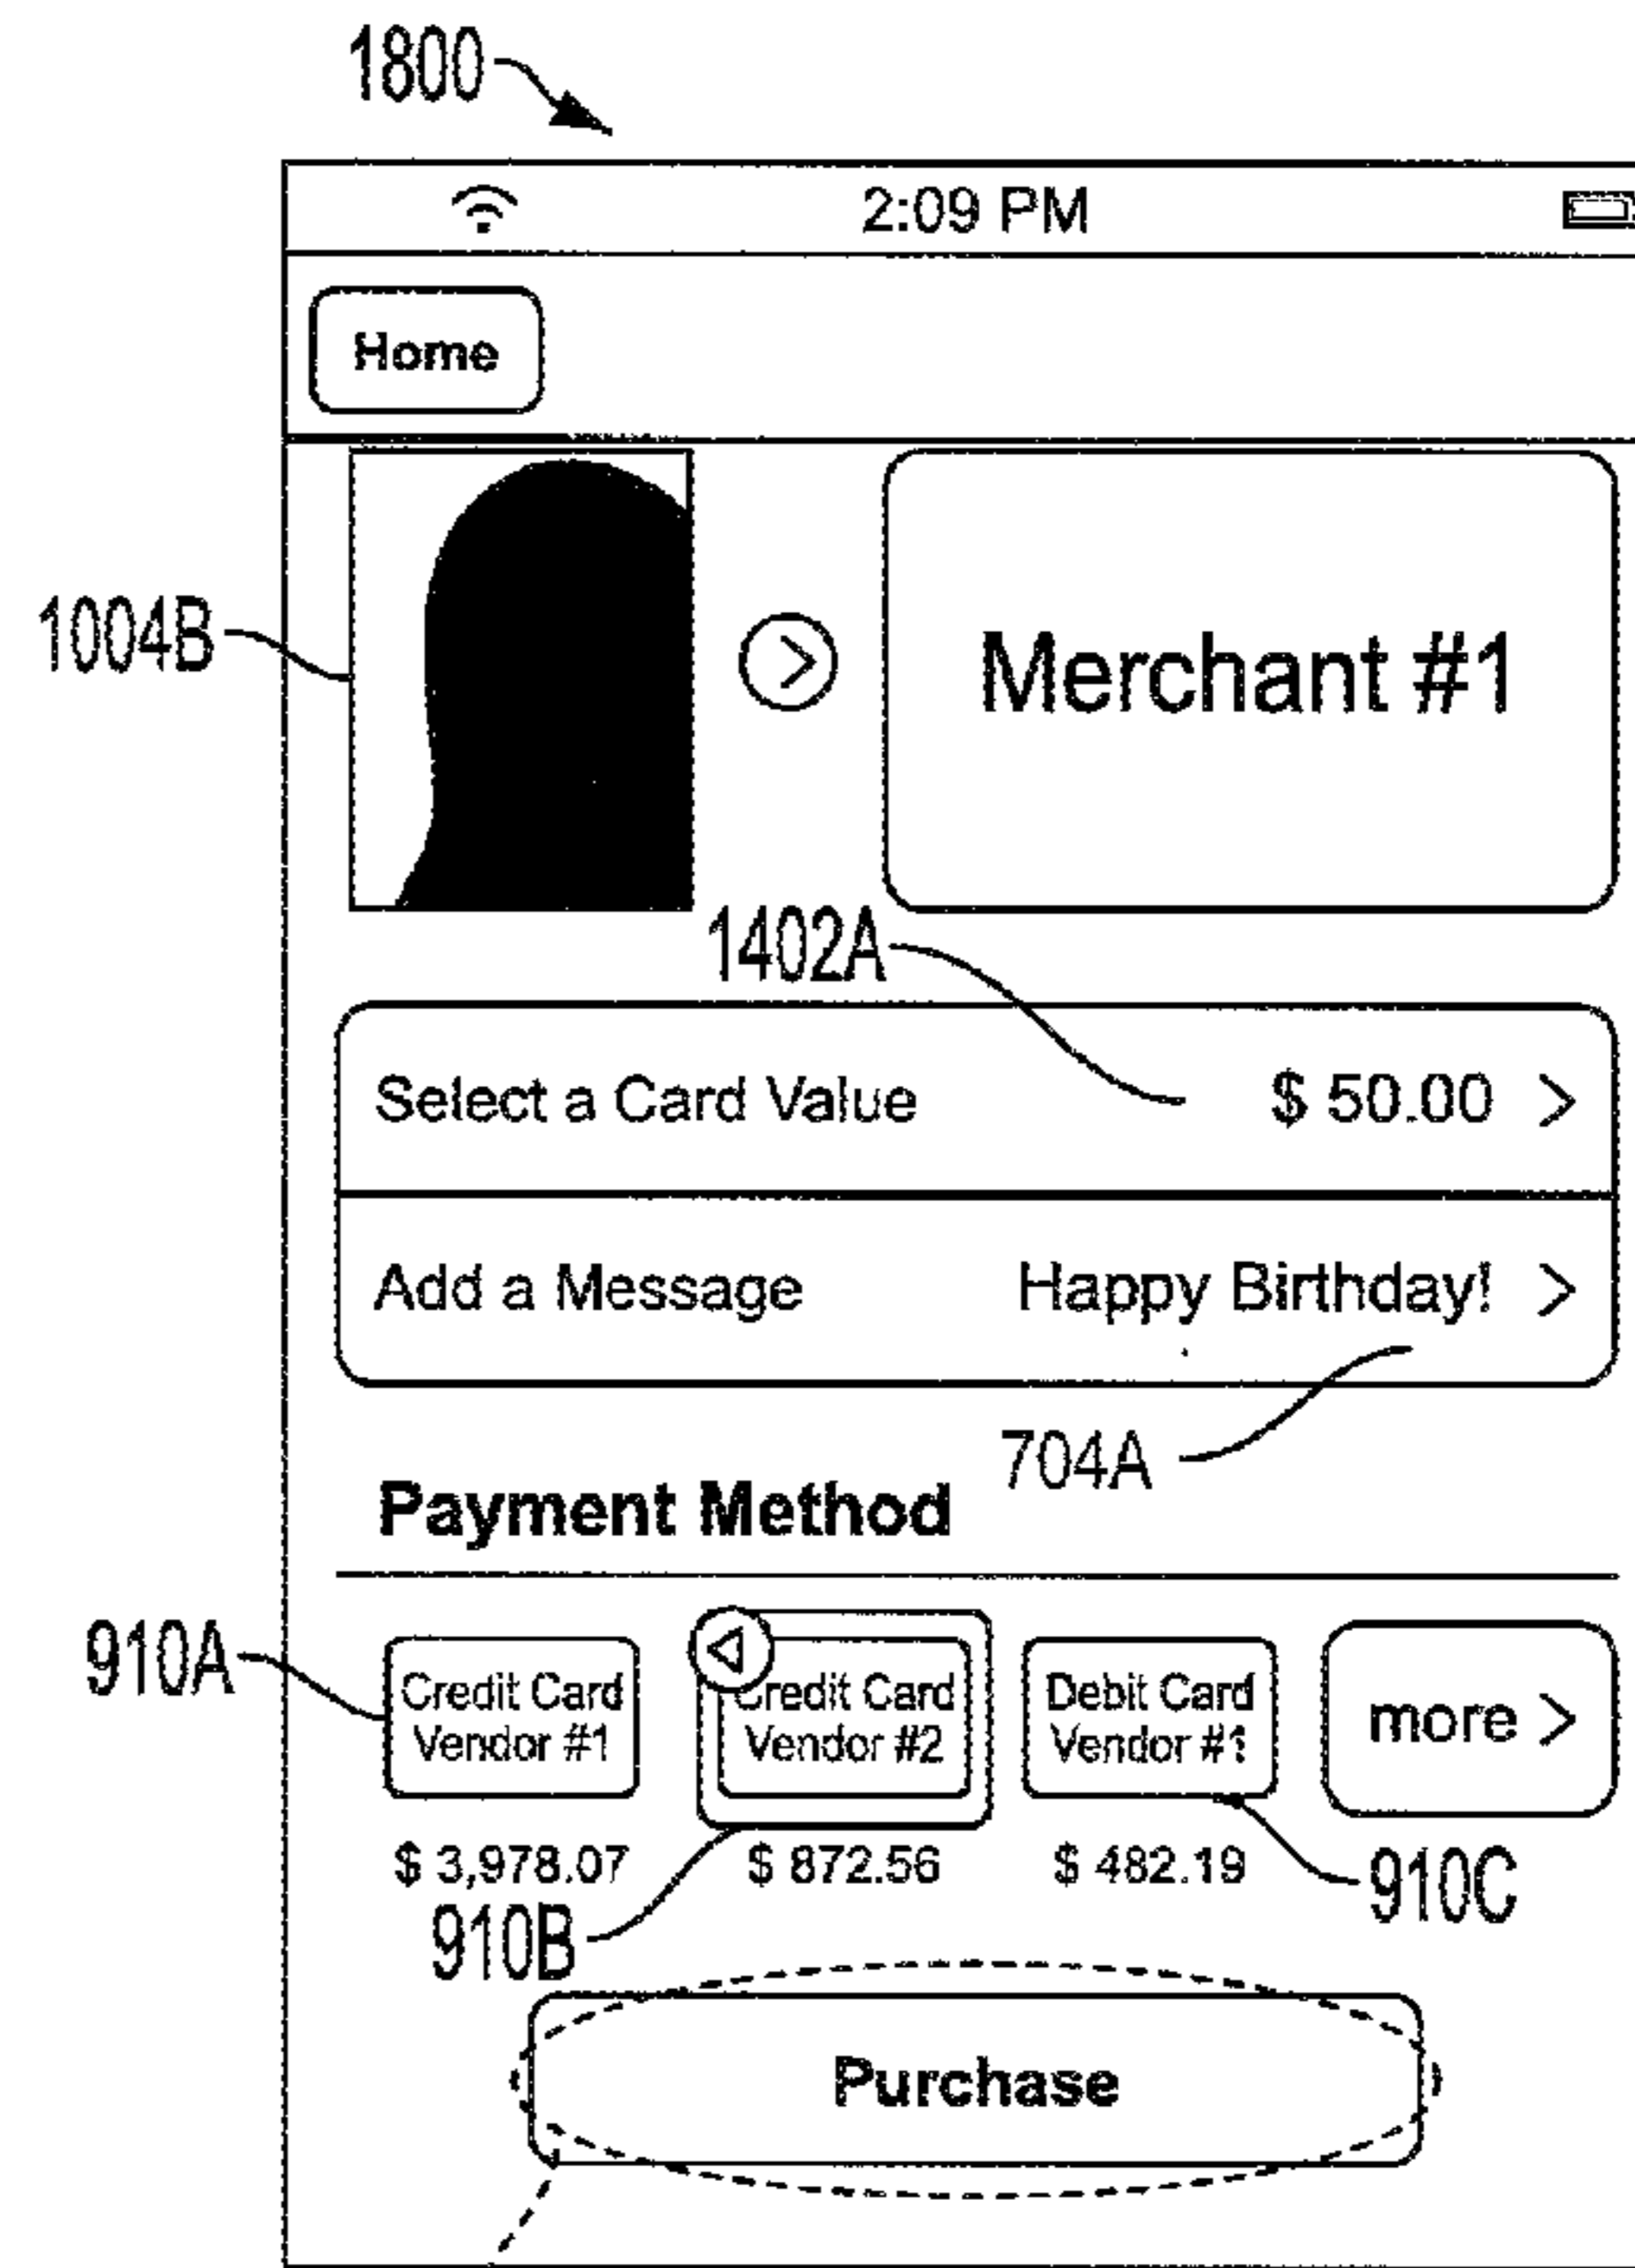 1800
2:09 PM
Home
1004B
Merchant #1
1402A
Select a Card Value $ 50.00 >
Add a Message Happy Birthday! >
704A
Payment Method
910A
Credit Card
Vendor #1
Credit Card
Vendor #2
Debit Card
Vendor #1
more >
$ 3,978.07 $ 872.56 $ 482.19
910B
910C
Purchase